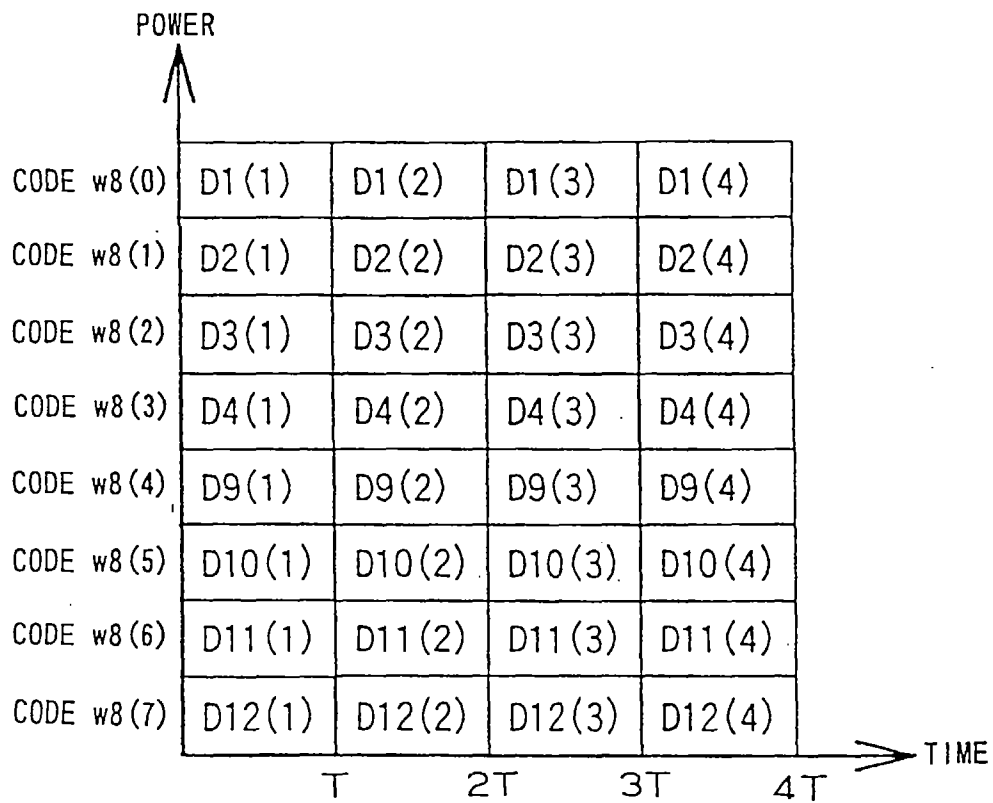 POWER
CODE w8(0) D1(1) D1(2) D1(3) D1(4)
CODE w8(1) D2(1) D2(2) D2(3) D2(4)
CODE w8(2) D3(1) D3(2) D3(3) D3(4)
CODE w8(3) D4(1) D4(2) D4(3) D4(4)
CODE w8(4) D9(1) D9(2) D9(3) D9(4)
CODE w8(5) D10(1) D10(2) D10(3) D10(4)
CODE w8(6) D11(1) D11(2) D11(3) D11(4)
CODE w8(7) D12(1) D12(2) D12(3) D12(4)
TIME
T 2T 3T 4T